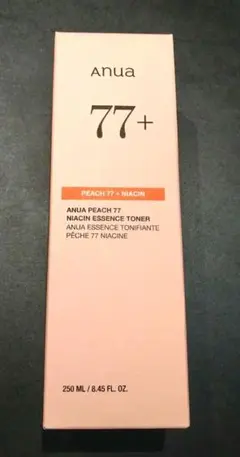 Anua
77+
PEACH 77 + NIACIN
ANUA PEACH 77
NIACIN ESSENCE TONER
ANUA ESSENCE TONIFIANTE
PÊCHE 77 NIACINE
250 ML / 8.45 FL. OZ.